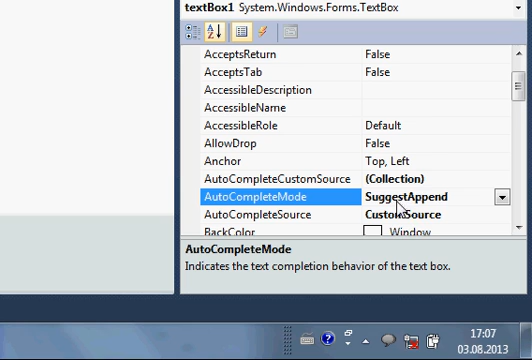 textBox1 System.Windows.Forms.TextBox
AcceptsReturn False
AcceptsTab False
AccessibleDescription
AccessibleName
AccessibleRole Default
AllowDrop False
Anchor Top, Left
AutoCompleteCustomSource (Collection)
AutoCompleteMode SuggestAppend
AutoCompleteSource CustomSource
BackColor Window
AutoCompleteMode
Indicates the text completion behavior of the text box.
17:07
03.08.2013